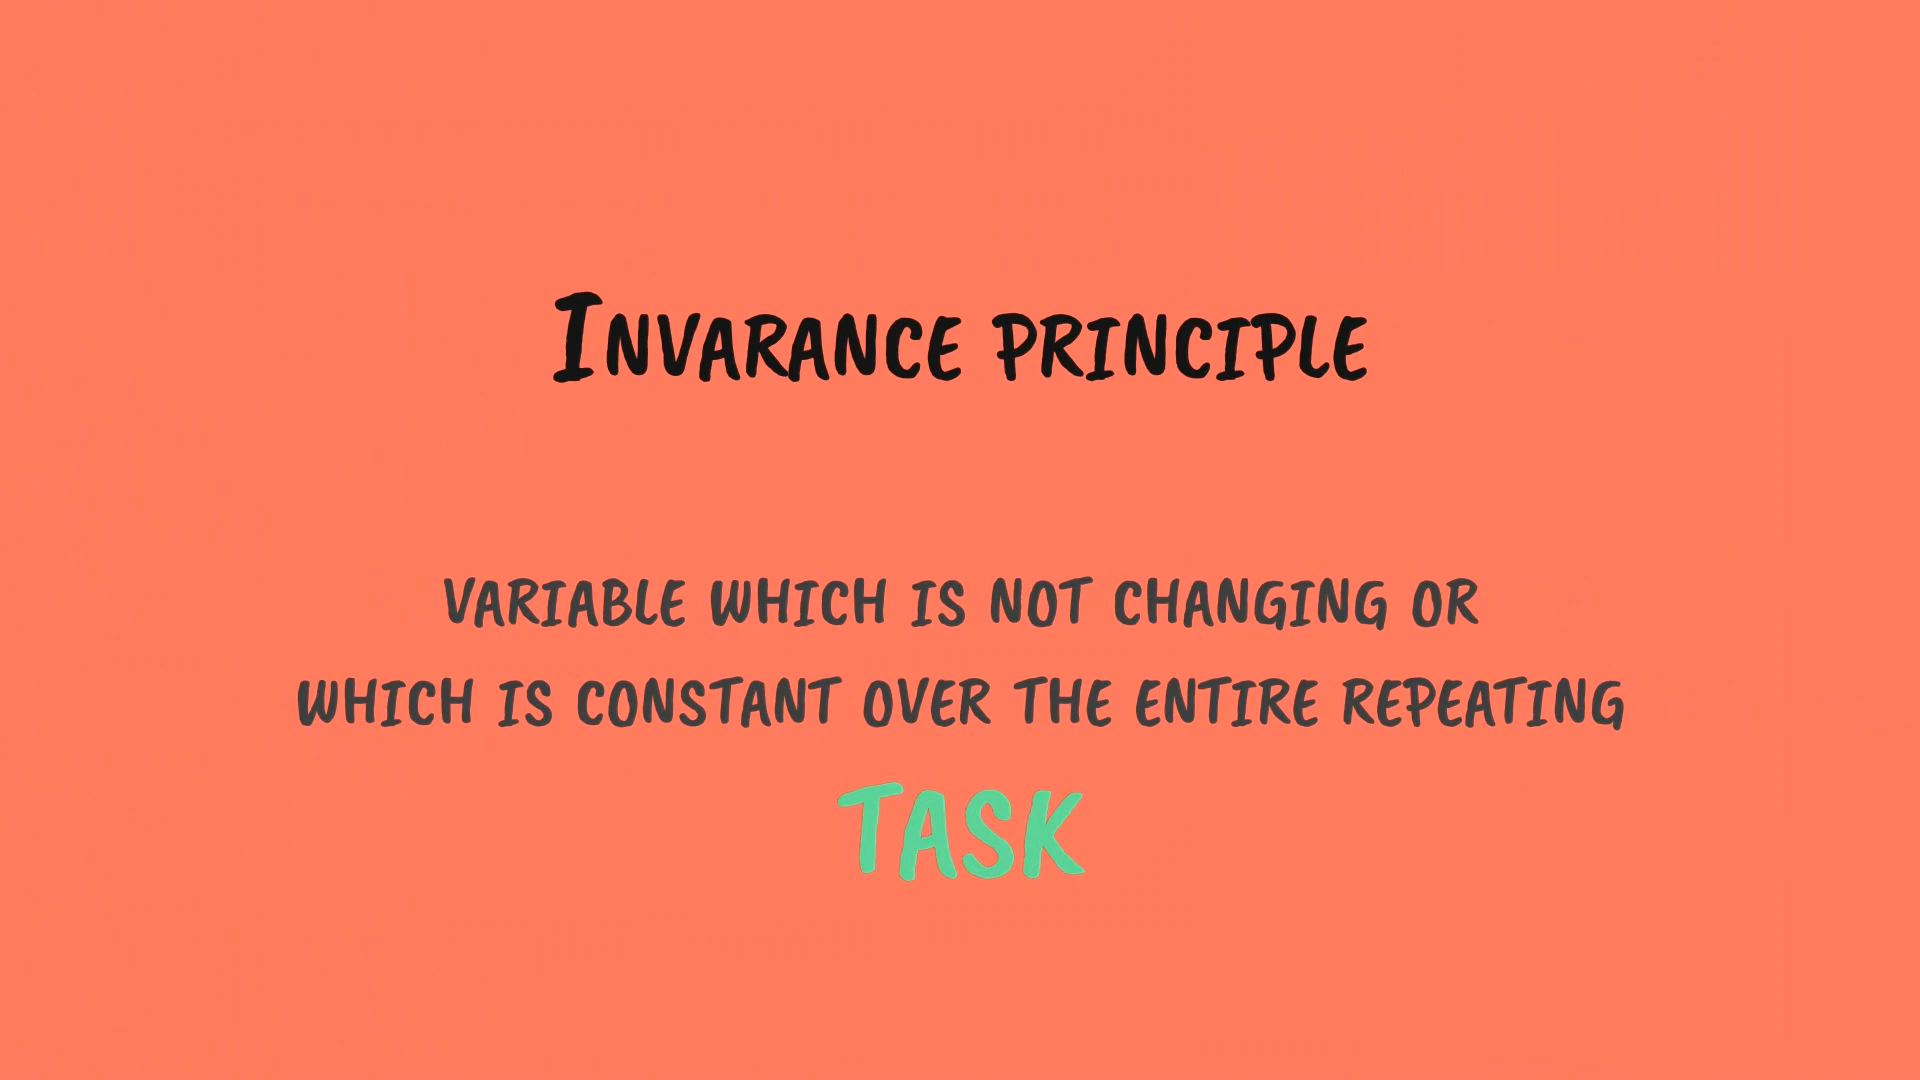 Invarance principle
variable which is not changing or
which is constant over the entire repeating
Task